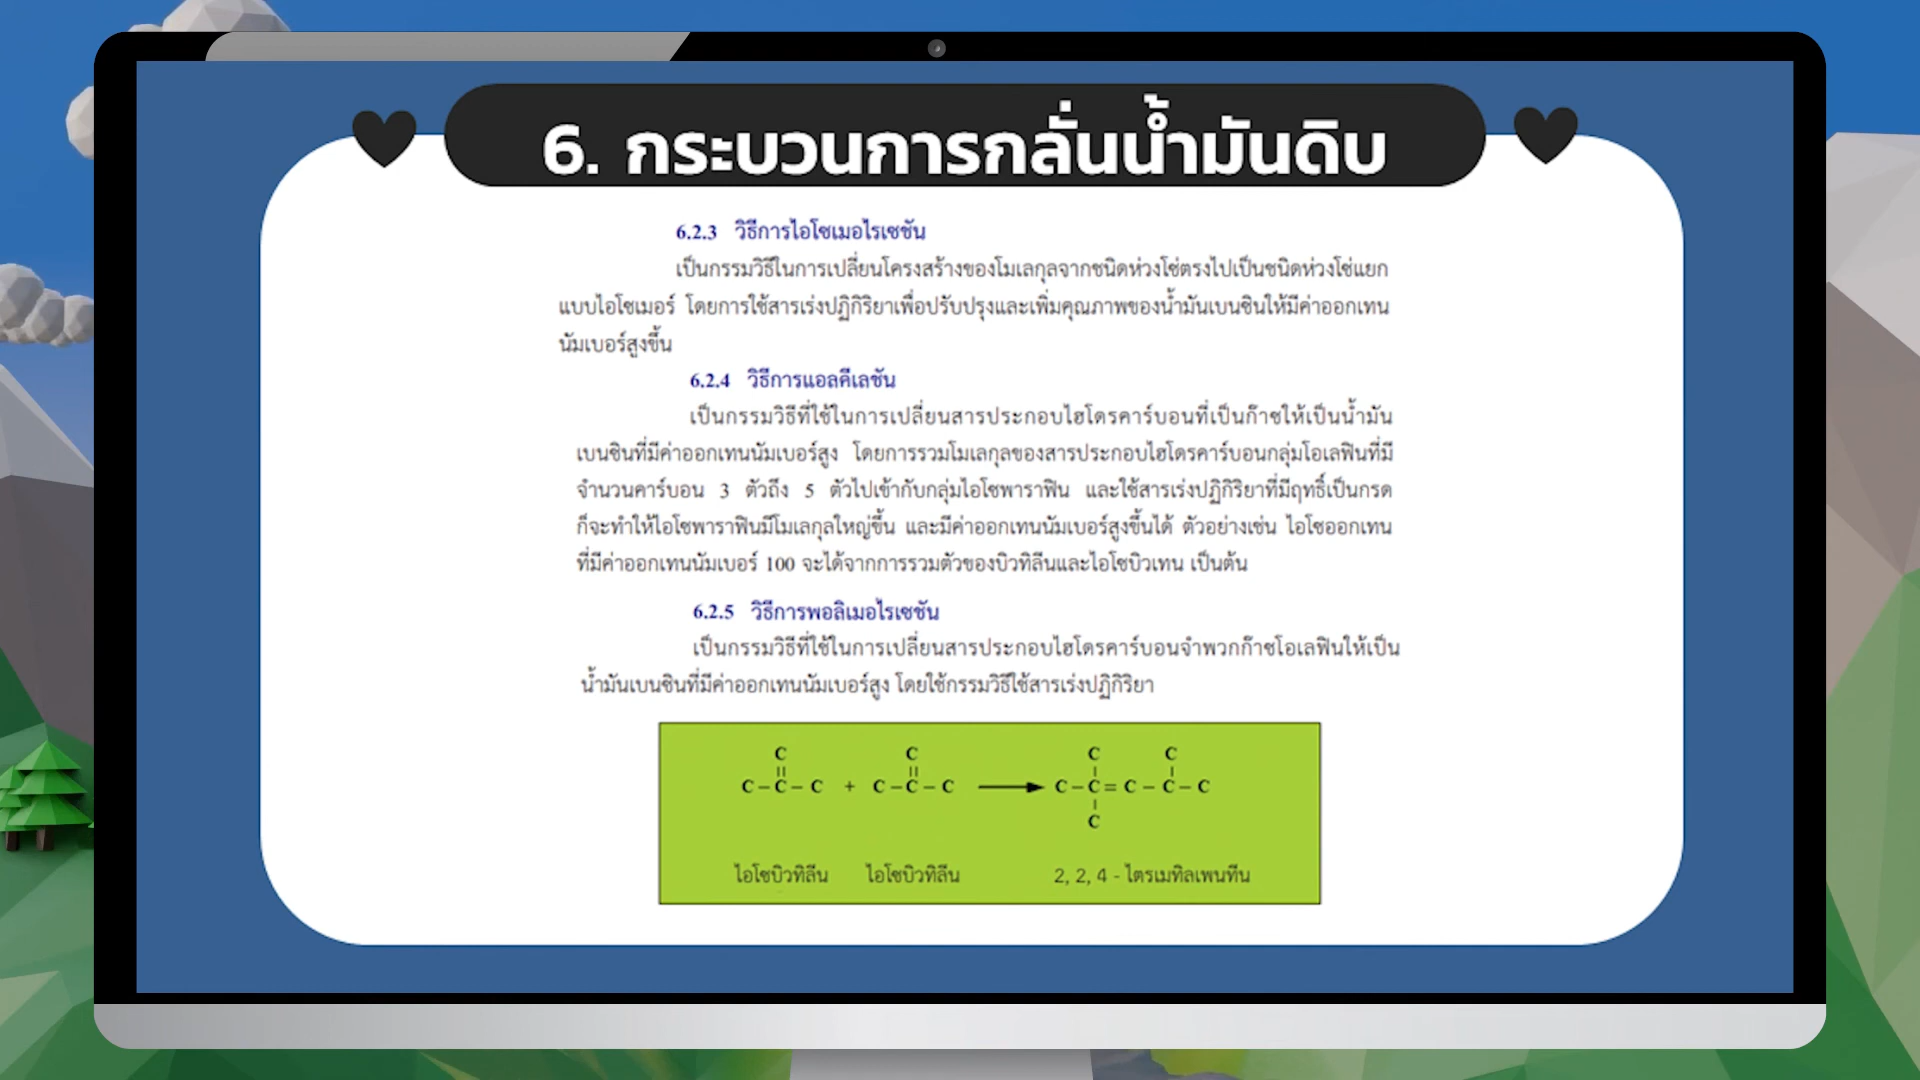 6. กระบวนการกลั่นน้ำมันดิบ
6.2.3 วิธีการไอโซเมอไรเซชัน
เป็นกรรมวิธีในการเปลี่ยนโครงสร้างของโมเลกุลจากชนิดห่วงโซ่ตรงไปเป็นชนิดห่วงโซ่แยก
แบบไอโซเมอร์ โดยการใช้สารเร่งปฏิกิริยาเพื่อปรับปรุงและเพิ่มคุณภาพของน้ำมันเบนซินให้มีค่าออกเทน
นัมเบอร์สูงขึ้น
6.2.4 วิธีการแอลคีเลชัน
เป็นกรรมวิธีที่ใช้ในการเปลี่ยนสารประกอบไฮโดรคาร์บอนที่เป็นก๊าซให้เป็นน้ำมัน
เบนซินที่มีค่าออกเทนนัมเบอร์สูง โดยการรวมโมเลกุลของสารประกอบไฮโดรคาร์บอนกลุ่มโอเลฟินที่มี
จำนวนคาร์บอน 3 ตัวถึง 5 ตัวไปเข้ากับกลุ่มไอโซพาราฟิน และใช้สารเร่งปฏิกิริยาที่มีฤทธิ์เป็นกรด
ก็จะทำให้ไอโซพาราฟินมีโมเลกุลใหญ่ขึ้น และมีค่าออกเทนนัมเบอร์สูงขึ้นได้ ตัวอย่างเช่น ไอโซออกเทน
ที่มีค่าออกเทนนัมเบอร์ 100 จะได้จากการรวมตัวของบิวทิลีนและไอโซบิวเทน เป็นต้น
6.2.5 วิธีการพอลิเมอไรเซชัน
เป็นกรรมวิธีที่ใช้ในการเปลี่ยนสารประกอบไฮโดรคาร์บอนจำพวกก๊าซโอเลฟินให้เป็น
น้ำมันเบนซินที่มีค่าออกเทนนัมเบอร์สูง โดยใช้กรรมวิธีใช้สารเร่งปฏิกิริยา
C C C C
C – C – C + C – C – C ⟶ C – C = C – C – C
C
ไอโซบิวทิลีน ไอโซบิวทิลีน 2, 2, 4 - ไตรเมทิลเพนทีน